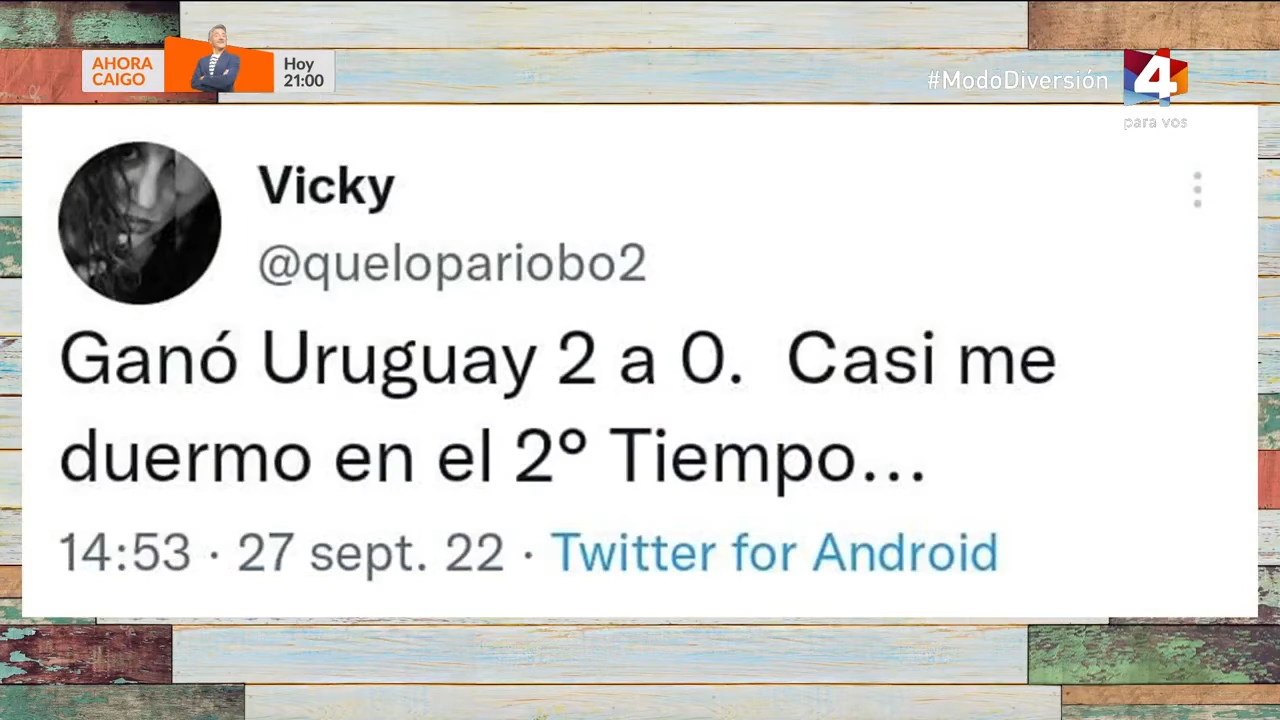 AHORA
CAIGO
Hoy
21:00
#ModoDiversión
4
para vos
Vicky
@quelopariobo2
Ganó Uruguay 2 a 0.  Casi me
duermo en el 2° Tiempo...
14:53 · 27 sept. 22 · Twitter for Android